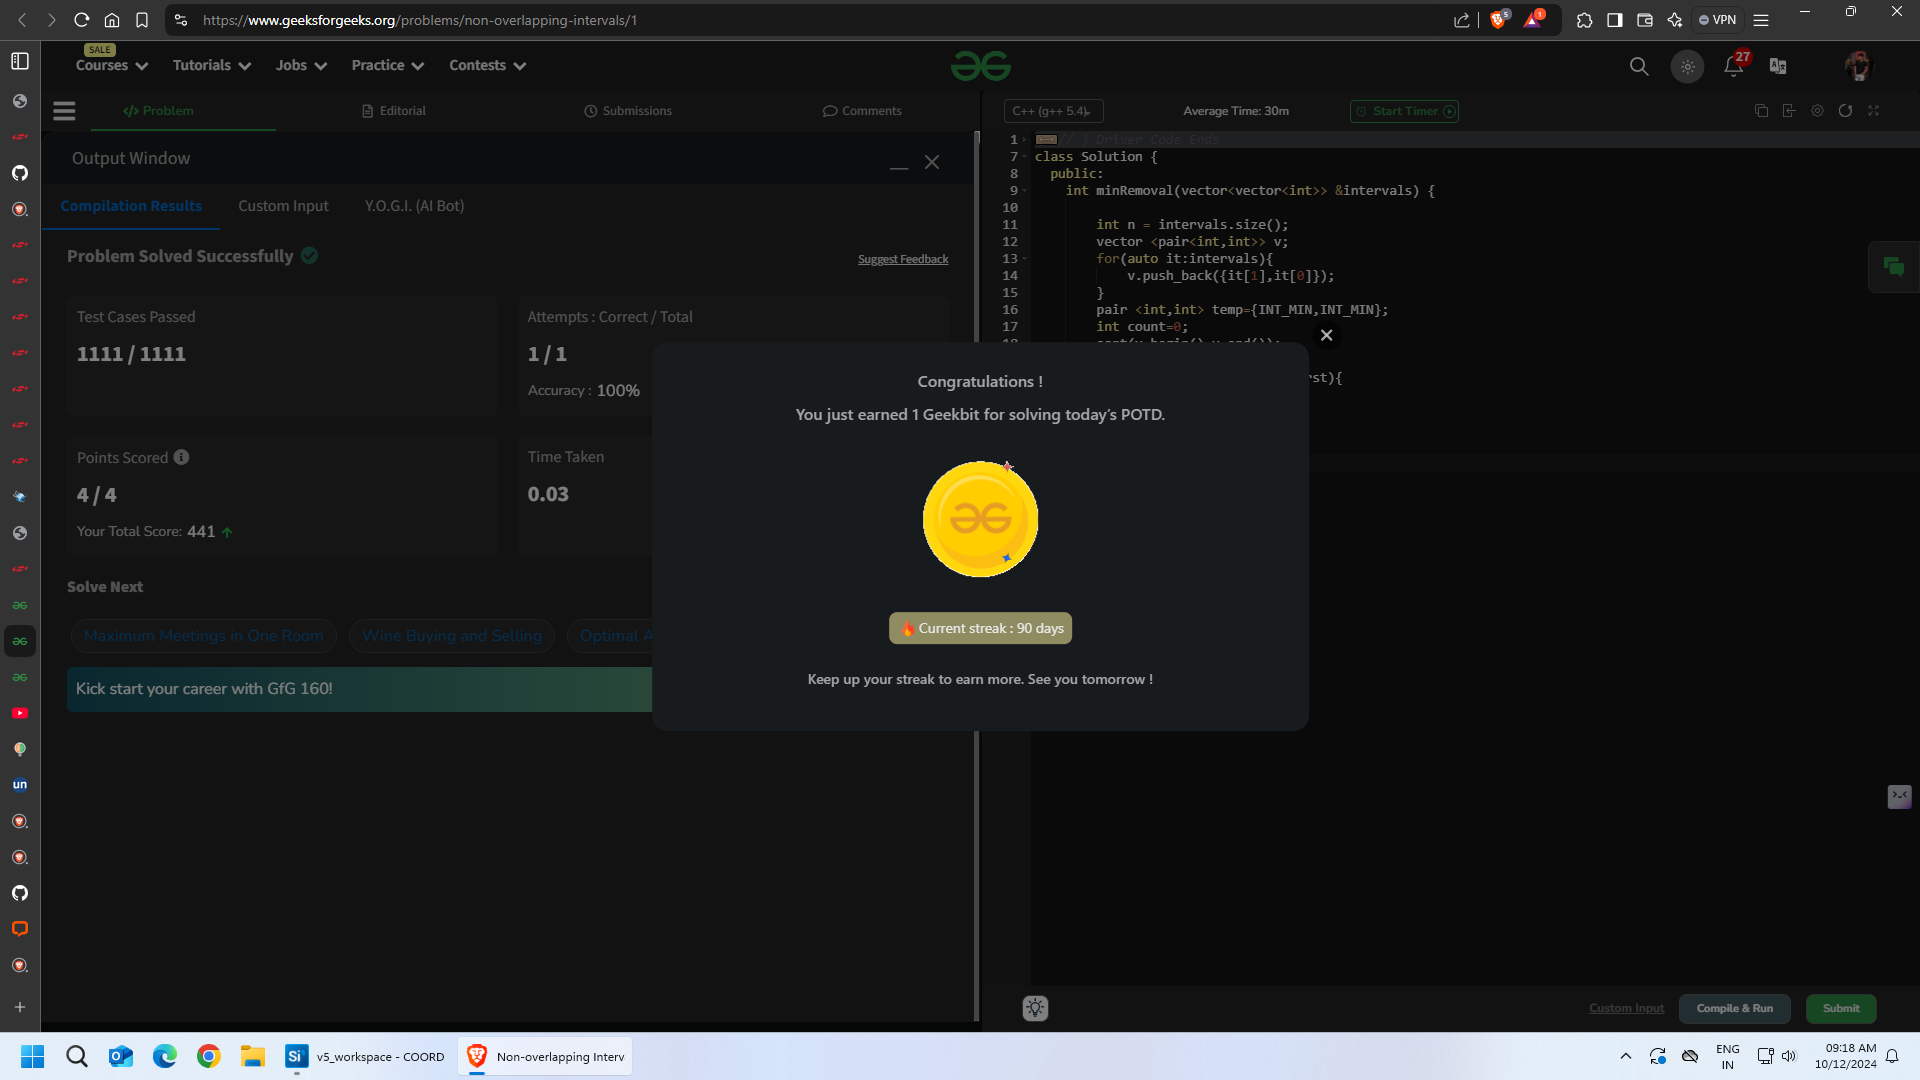 https://www.geeksforgeeks.org/problems/non-overlapping-intervals/1
5
1
VPN
SALE
Courses
Tutorials
Jobs
Practice
Contests
27
</> Problem
Editorial
Submissions
Comments
C++ (g++ 5.4)
Average Time: 30m
Start Timer
Output Window
Compilation Results
Custom Input
Y.O.G.I. (AI Bot)
Problem Solved Successfully
Suggest Feedback
Test Cases Passed
1111 / 1111
Attempts : Correct / Total
1 / 1
Accuracy : 100%
Points Scored
4 / 4
Your Total Score: 441
Time Taken
0.03
Solve Next
Maximum Meetings in One Room
Wine Buying and Selling
Optimal A
Kick start your career with GfG 160!
1 // } Driver Code Ends
7 class Solution {
8 public:
9 int minRemoval(vector<vector<int>> &intervals) {
10
11 int n = intervals.size();
12 vector <pair<int,int>> v;
13 for(auto it:intervals){
14 v.push_back({it[1],it[0]});
15 }
16 pair <int,int> temp={INT_MIN,INT_MIN};
17 int count=0;
18 sort(v.begin(),v.end());
rst){
Congratulations !
You just earned 1 Geekbit for solving today's POTD.
Current streak : 90 days
Keep up your streak to earn more. See you tomorrow !
Custom Input
Compile & Run
Submit
un
Si
v5_workspace - COORD
Non-overlapping Interv
ENG
IN
09:18 AM
10/12/2024